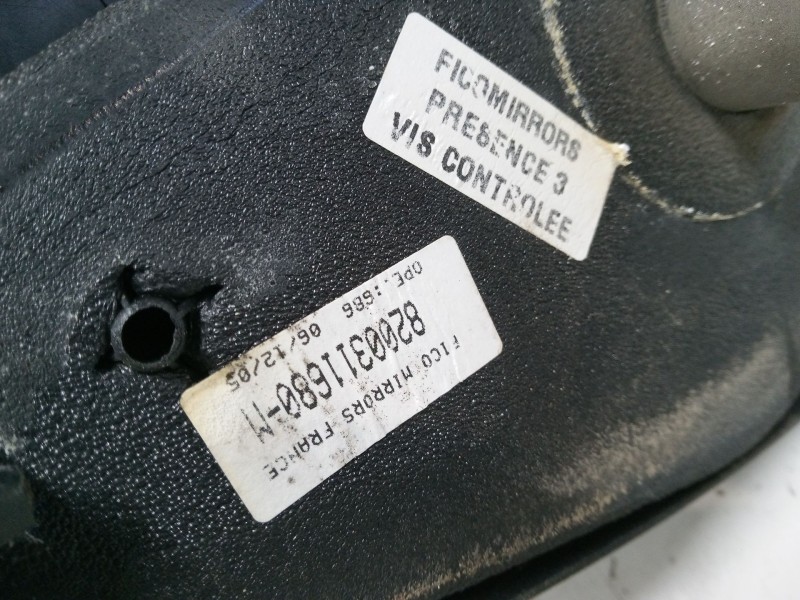 FICOMIRRORS
PRESENCE 3
VIS CONTROLEE
FICO MIRRORS FRANCE
8200311680-M
06/12/05
OPE.:686